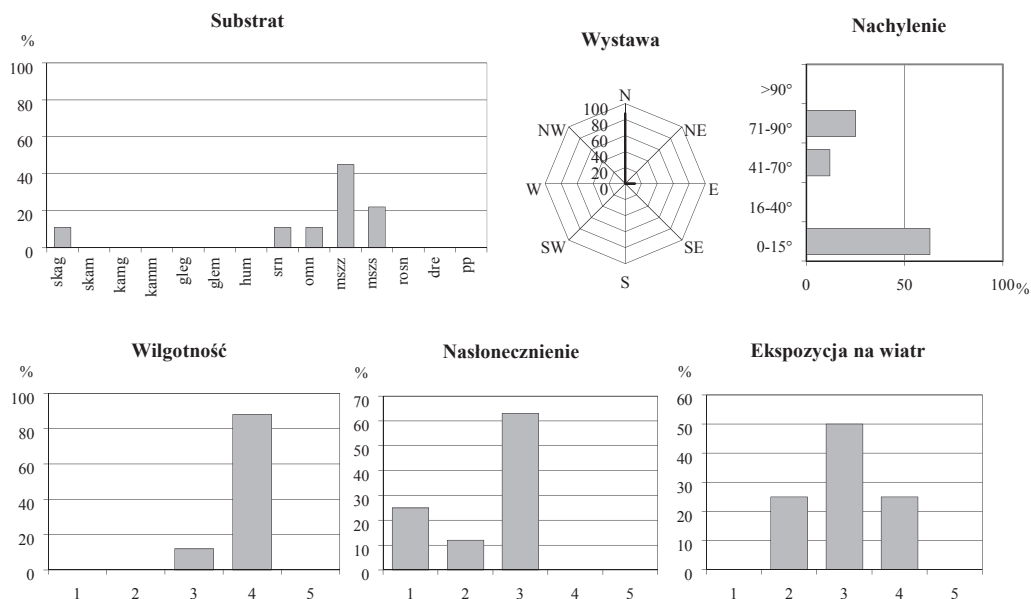 Substrat
%
100
80
60
40
20
0
skag
skam
kamg
kamm
gleg
glem
hum
srn
omn
mszz
mszs
rosn
dre
pp
Wystawa
N
NE
E
SE
S
SW
W
NW
100
80
60
40
20
0
Nachylenie
>90°
71-90°
41-70°
16-40°
0-15°
0 50 100%
Wilgotność
%
100
80
60
40
20
0
1 2 3 4 5
Nasłonecznienie
%
70
60
50
40
30
20
10
0
1 2 3 4 5
Ekspozycja na wiatr
%
60
50
40
30
20
10
0
1 2 3 4 5